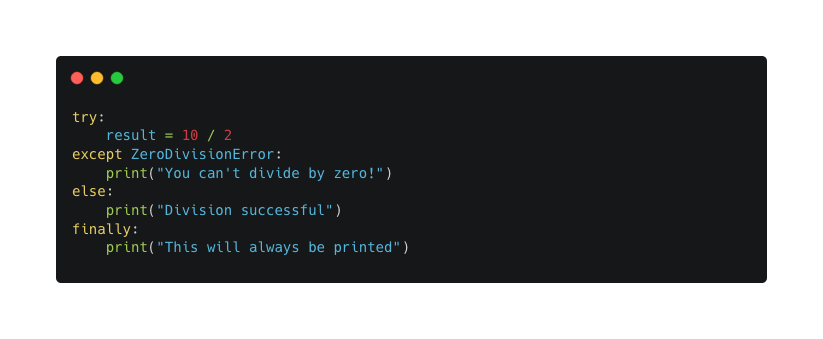 try:
    result = 10 / 2
except ZeroDivisionError:
    print("You can't divide by zero!")
else:
    print("Division successful")
finally:
    print("This will always be printed")